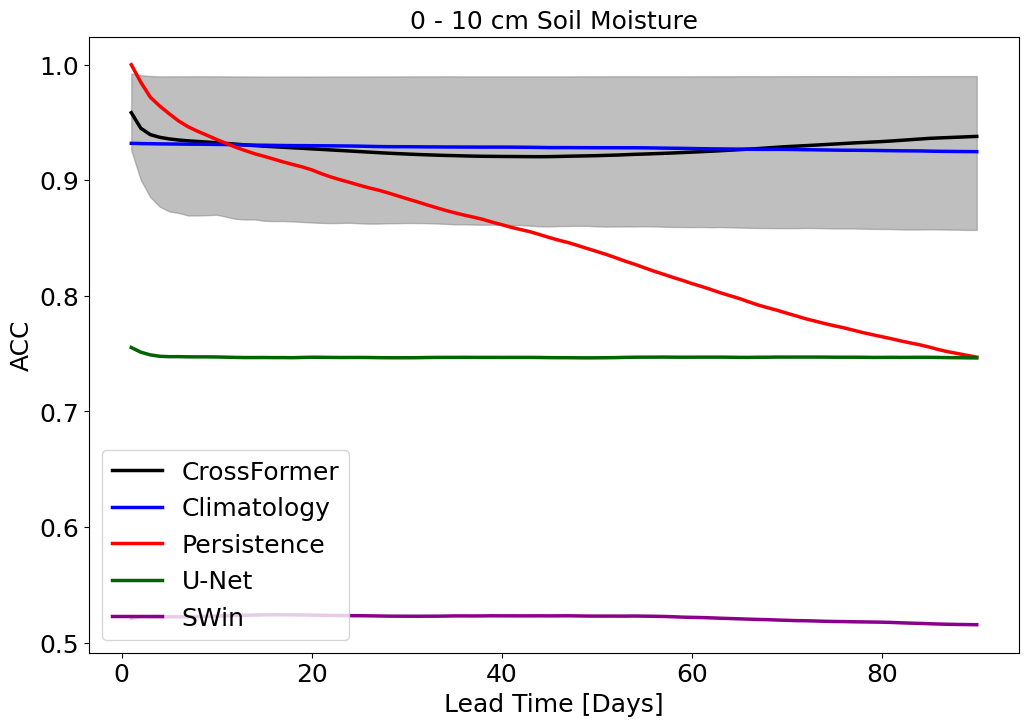 0 - 10 cm Soil Moisture
ACC
1.0
0.9
0.8
0.7
0.6
0.5
CrossFormer
Climatology
Persistence
U-Net
SWin
0 20 40 60 80
Lead Time [Days]